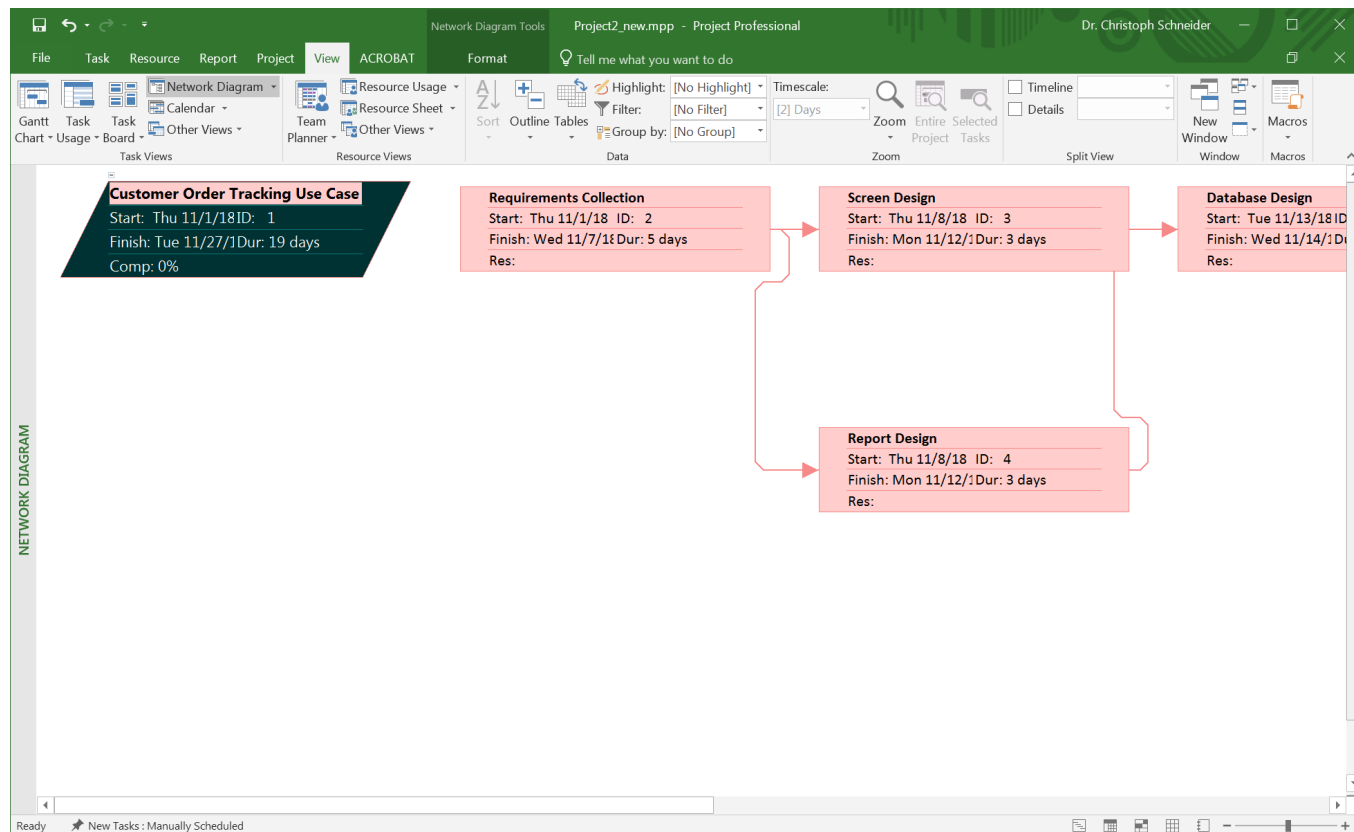 Network Diagram Tools Project2_new.mpp - Project Professional Dr. Christoph Schneider
File Task Resource Report Project View ACROBAT Format Tell me what you want to do
Network Diagram
Calendar
Other Views
Gantt Chart
Task Usage
Task Board
Task Views
Team Planner
Resource Usage
Resource Sheet
Other Views
Resource Views
Sort
Outline
Tables
Highlight: [No Highlight]
Filter: [No Filter]
Group by: [No Group]
Data
Timescale:
[2] Days
Zoom
Entire Project
Selected Tasks
Zoom
Timeline
Details
Split View
New Window
Window
Macros
Macros
NETWORK DIAGRAM
Customer Order Tracking Use Case
Start: Thu 11/1/18 ID: 1
Finish: Tue 11/27/1 Dur: 19 days
Comp: 0%
Requirements Collection
Start: Thu 11/1/18 ID: 2
Finish: Wed 11/7/18 Dur: 5 days
Res:
Screen Design
Start: Thu 11/8/18 ID: 3
Finish: Mon 11/12/1 Dur: 3 days
Res:
Database Design
Start: Tue 11/13/18 ID
Finish: Wed 11/14/1 Du
Res:
Report Design
Start: Thu 11/8/18 ID: 4
Finish: Mon 11/12/1 Dur: 3 days
Res:
Ready New Tasks : Manually Scheduled